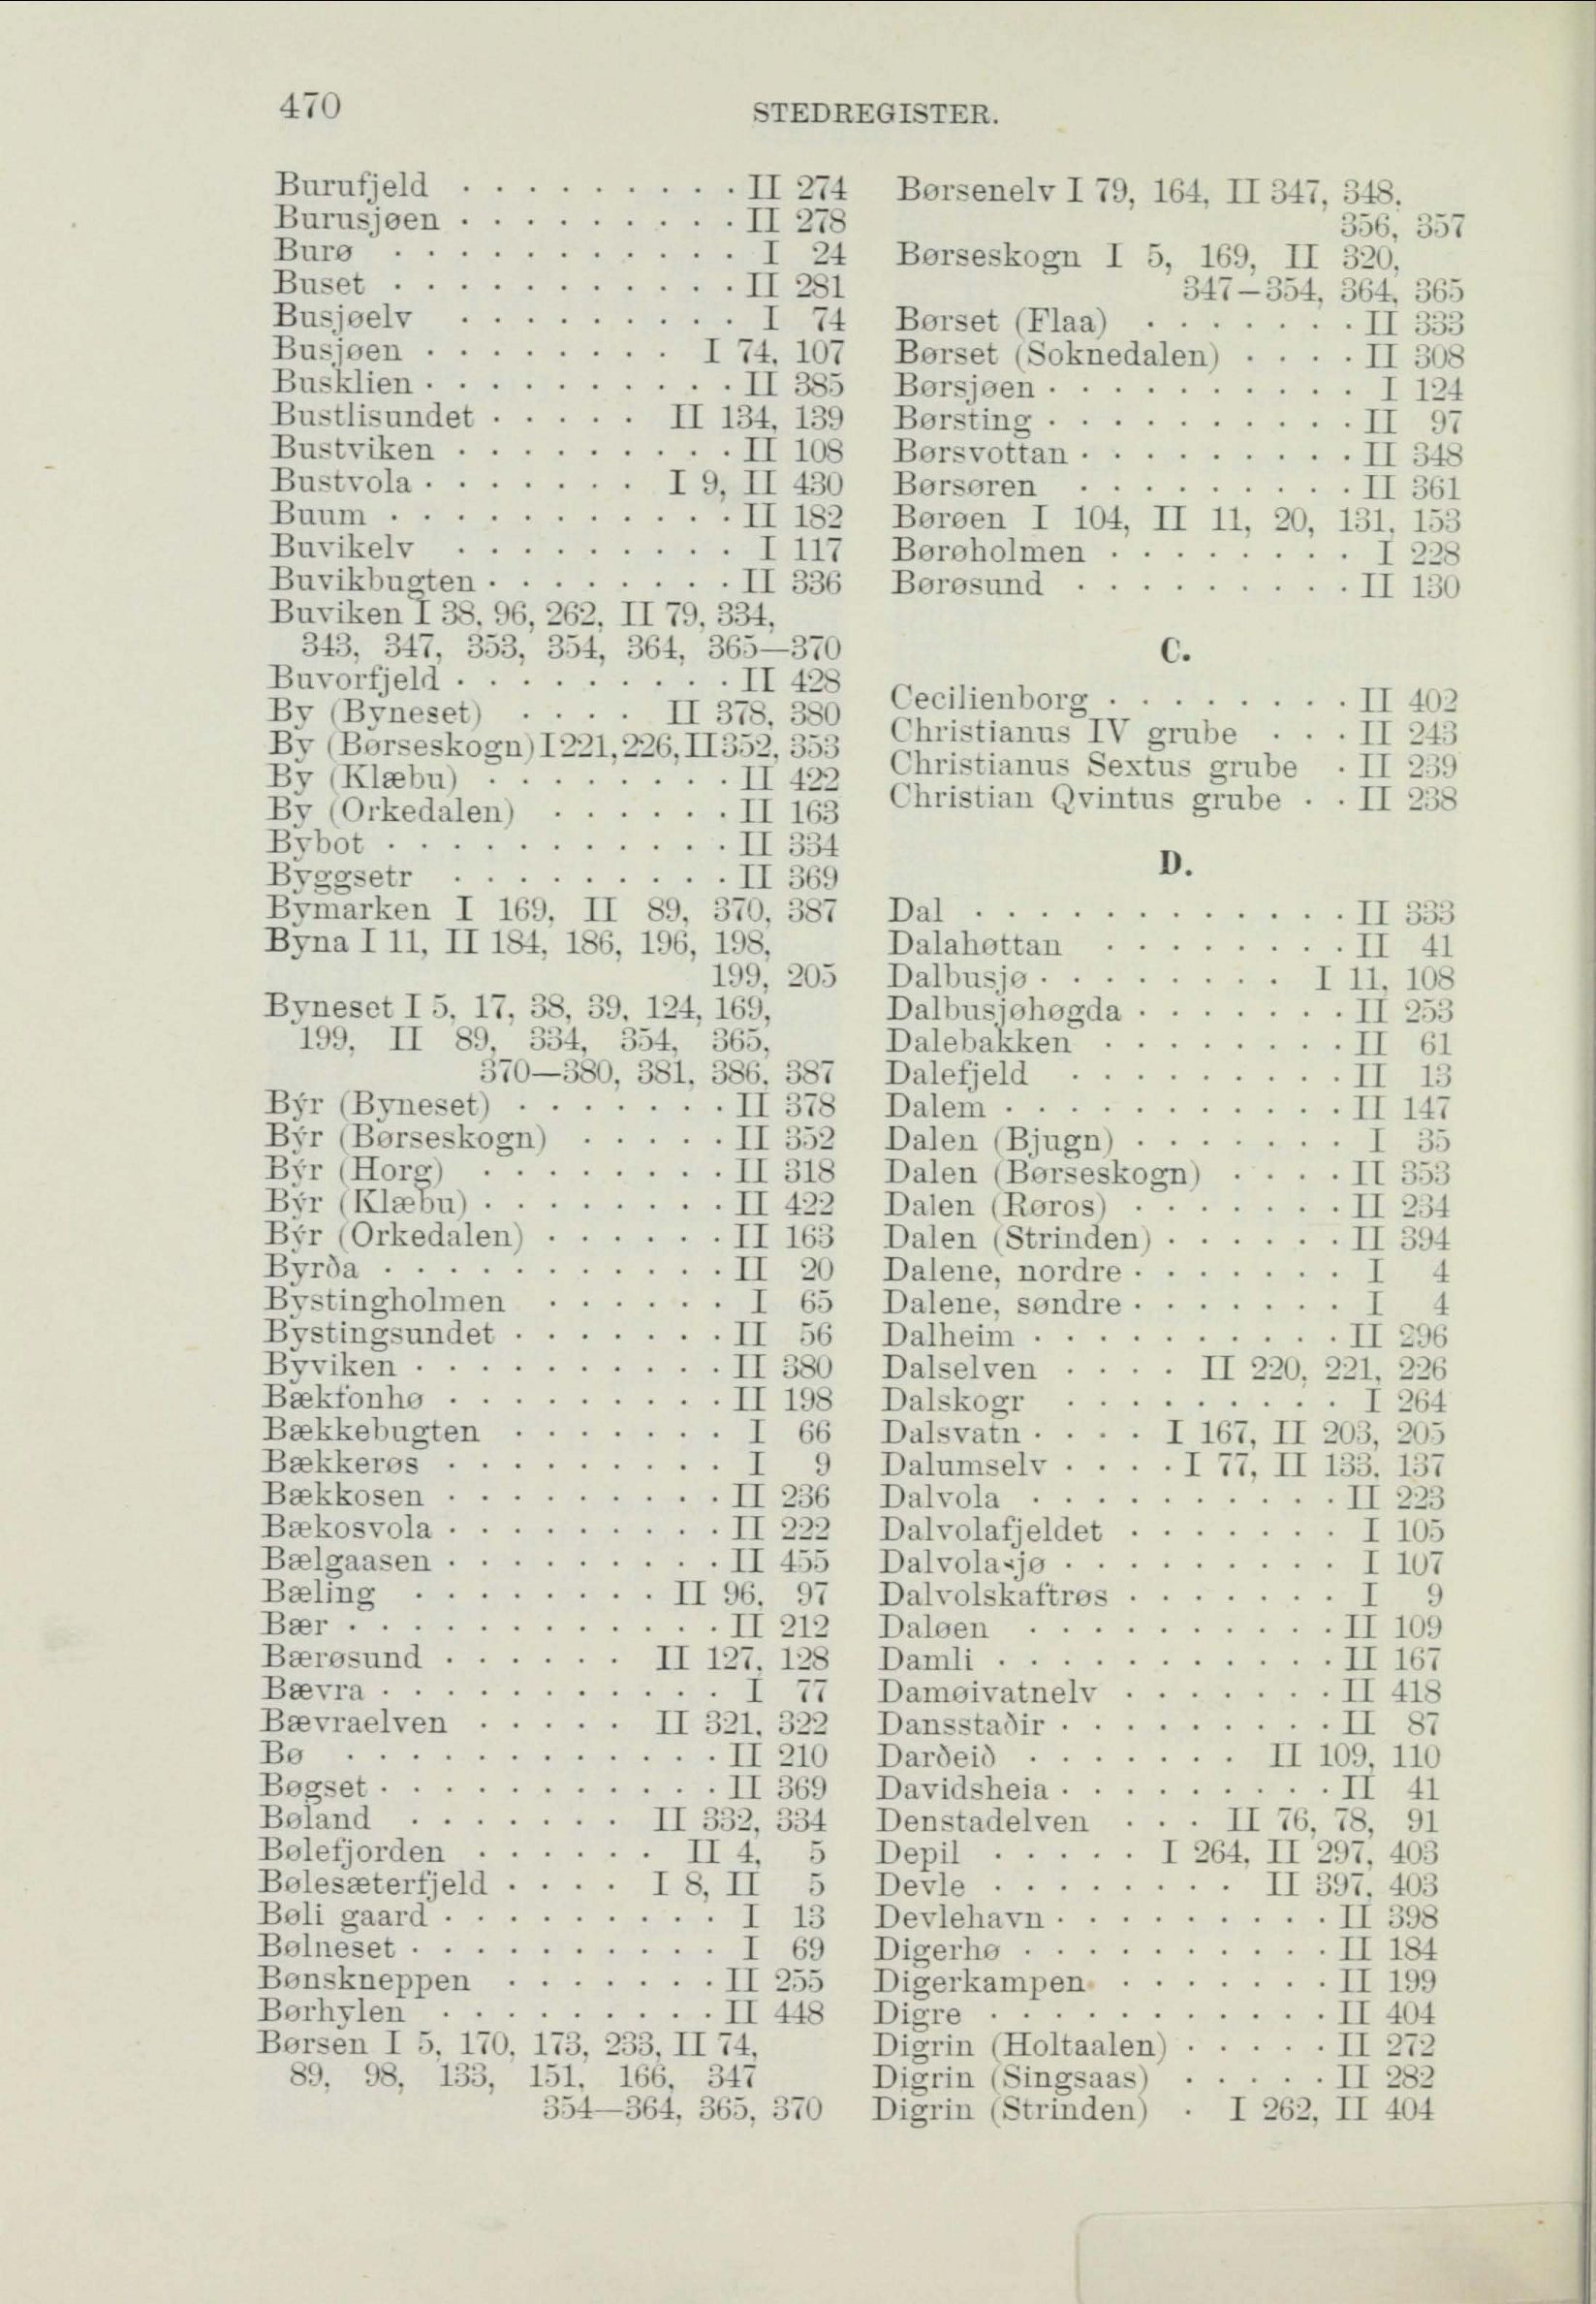 470
STEDREGISTER.
Burufjeld . . . . . . . . . . II 274
Burusjøen . . . . . . . . . . II 278
Burø . . . . . . . . . . . . I 24
Buset . . . . . . . . . . . . II 281
Busjøelv . . . . . . . . . . I 74
Busjøen . . . . . . . . . I 74, 107
Busklien . . . . . . . . . . . II 385
Bustlisundet . . . . . II 134, 139
Bustviken . . . . . . . . . . II 108
Bustvola . . . . . . . I 9, II 430
Buum . . . . . . . . . . . . II 182
Buvikelv . . . . . . . . . . I 117
Buvikbugten . . . . . . . . . II 336
Buviken I 38, 96, 262, II 79, 334,
343, 347, 353, 354, 364, 365—370
Buvorfjeld . . . . . . . . . . II 428
By (Byneset) . . . . II 378, 380
By (Børseskogn) I 221, 226, II 352, 353
By (Klæbu) . . . . . . . . . II 422
By (Orkedalen) . . . . . . . II 163
Bybot . . . . . . . . . . . . II 334
Byggsetr . . . . . . . . . . II 369
Bymarken I 169, II 89, 370, 387
Byna I 11, II 184, 186, 196, 198,
199, 205
Byneset I 5, 17, 38, 39, 124, 169,
199, II 89, 334, 354, 365,
370—380, 381, 386, 387
Býr (Byneset) . . . . . . . . II 378
Býr (Børseskogn) . . . . . . II 352
Býr (Horg) . . . . . . . . . II 318
Býr (Klæbu) . . . . . . . . . II 422
Býr (Orkedalen) . . . . . . . II 163
Byrða . . . . . . . . . . . . II 20
Bystingholmen . . . . . . . I 65
Bystingsundet . . . . . . . . II 56
Byviken . . . . . . . . . . . II 380
Bækfonhø . . . . . . . . . . II 198
Bækkebugten . . . . . . . . I 66
Bækkerøs . . . . . . . . . . I 9
Bækkosen . . . . . . . . . . II 236
Bækosvola . . . . . . . . . . II 222
Bælgaasen . . . . . . . . . . II 455
Bæling . . . . . . . . . II 96, 97
Bær . . . . . . . . . . . . . II 212
Bærøsund . . . . . . II 127, 128
Bævra . . . . . . . . . . . . I 77
Bævraelven . . . . . II 321, 322
Bø . . . . . . . . . . . . . II 210
Bøgset . . . . . . . . . . . . II 369
Bøland . . . . . . . II 332, 334
Bølefjorden . . . . . . II 4, 5
Bølesæterfjeld . . . . I 8, II 5
Bøli gaard . . . . . . . . . . I 13
Bølneset . . . . . . . . . . . I 69
Bønskneppen . . . . . . . . II 255
Børhylen . . . . . . . . . . II 448
Børsen I 5, 170, 173, 233, II 74,
89, 98, 133, 151, 166, 347
354—364, 365, 370
Børsenelv I 79, 164, II 347, 348,
356, 357
Børseskogn I 5, 169, II 320,
347—354, 364, 365
Børset (Flaa) . . . . . . . . II 333
Børset (Soknedalen) . . . . II 308
Børsjøen . . . . . . . . . . I 124
Børsting . . . . . . . . . . . II 97
Børsvottan . . . . . . . . . . II 348
Børsøren . . . . . . . . . . II 361
Børøen I 104, II 11, 20, 131, 153
Børøholmen . . . . . . . . . I 228
Børøsund . . . . . . . . . . II 130
C.
Cecilienborg . . . . . . . . . II 402
Christianus IV grube . . . II 243
Christianus Sextus grube . II 239
Christian Qvintus grube . . II 238
D.
Dal . . . . . . . . . . . . . II 333
Dalahøttan . . . . . . . . . II 41
Dalbusjø . . . . . . . . . I 11, 108
Dalbusjøhøgda . . . . . . . . II 253
Dalebakken . . . . . . . . . II 61
Dalefjeld . . . . . . . . . . II 13
Dalem . . . . . . . . . . . . II 147
Dalen (Bjugn) . . . . . . . . I 35
Dalen (Børseskogn) . . . . II 353
Dalen (Røros) . . . . . . . . II 234
Dalen (Strinden) . . . . . . II 394
Dalene, nordre . . . . . . . . I 4
Dalene, søndre . . . . . . . . I 4
Dalheim . . . . . . . . . . . II 296
Dalselven . . . . II 220, 221, 226
Dalskogr . . . . . . . . . . I 264
Dalsvatn . . . . I 167, II 203, 205
Dalumselv . . . . I 77, II 133, 137
Dalvola . . . . . . . . . . . II 223
Dalvolafjeldet . . . . . . . . I 105
Dalvolasjø . . . . . . . . . . I 107
Dalvolskaftrøs . . . . . . . . I 9
Daløen . . . . . . . . . . . II 109
Damli . . . . . . . . . . . . II 167
Damøivatnelv . . . . . . . . II 418
Dansstaðir . . . . . . . . . . II 87
Darðeið . . . . . . . II 109, 110
Davidsheia . . . . . . . . . . II 41
Denstadelven . . . II 76, 78, 91
Depil . . . . . I 264, II 297, 403
Devle . . . . . . . . . II 397, 403
Devlehavn . . . . . . . . . . II 398
Digerhø . . . . . . . . . . . II 184
Digerkampen . . . . . . . . II 199
Digre . . . . . . . . . . . . II 404
Digrin (Holtaalen) . . . . . II 272
Digrin (Singsaas) . . . . . II 282
Digrin (Strinden) . I 262, II 404